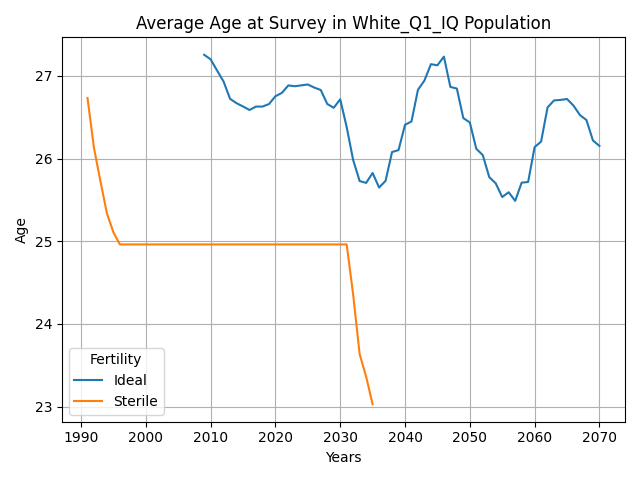 Average Age at Survey in White_Q1_IQ Population
27
26
25
24
23
Age
Fertility
Ideal
Sterile
1990 2000 2010 2020 2030 2040 2050 2060 2070
Years